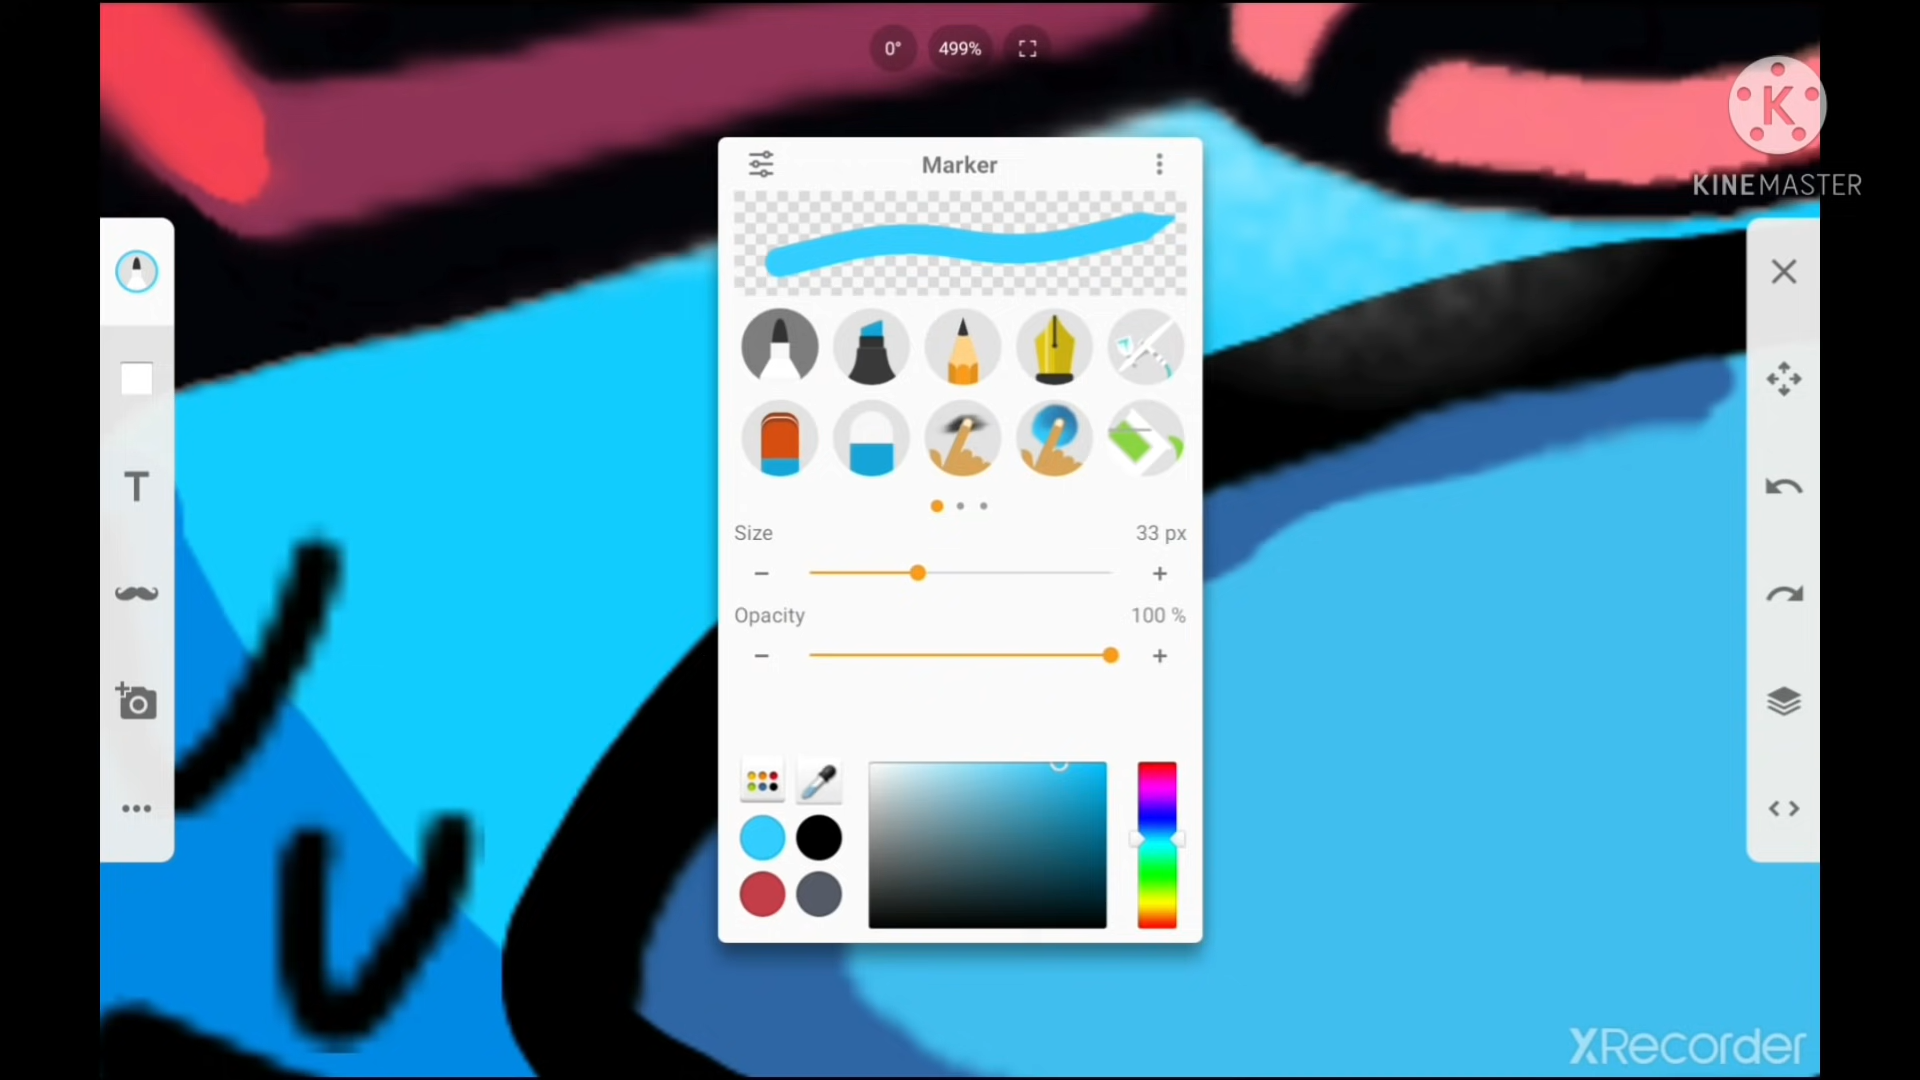 0°
499%
Marker
KINEMASTER
T
Size
33 px
Opacity
100 %
XRecorder